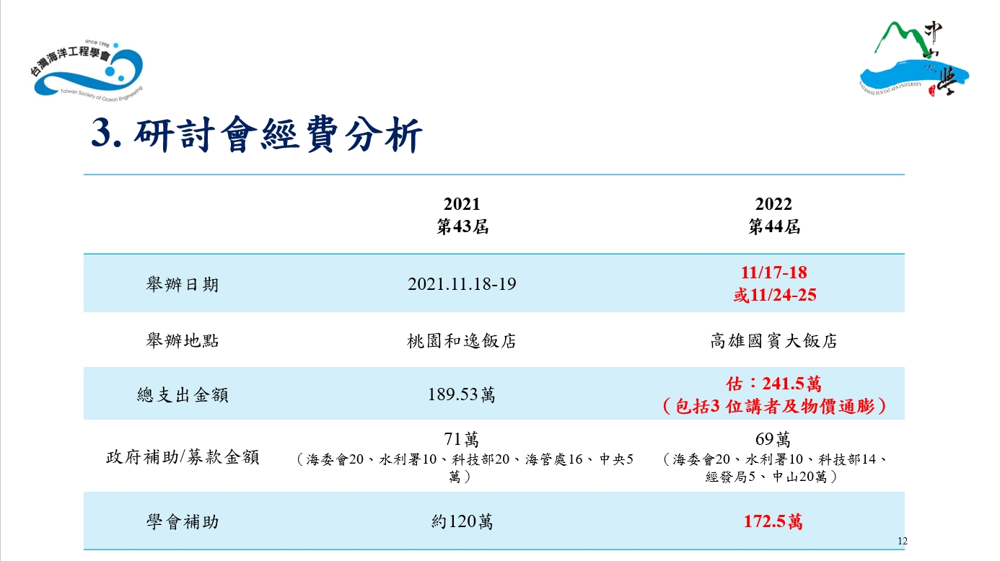 since 1998
台灣海洋工程學會
Taiwan Society of Ocean Engineering
中山大學
NATIONAL SUN YAT-SEN UNIVERSITY
3. 研討會經費分析
2021
第43屆
2022
第44屆
舉辦日期
2021.11.18-19
11/17-18
或11/24-25
舉辦地點
桃園和逸飯店
高雄國賓大飯店
總支出金額
189.53萬
估：241.5萬
（包括3 位講者及物價通膨）
政府補助/募款金額
71萬
（海委會20、水利署10、科技部20、海管處16、中央5
萬）
69萬
（海委會20、水利署10、科技部14、
經發局5、中山20萬）
學會補助
約120萬
172.5萬
12